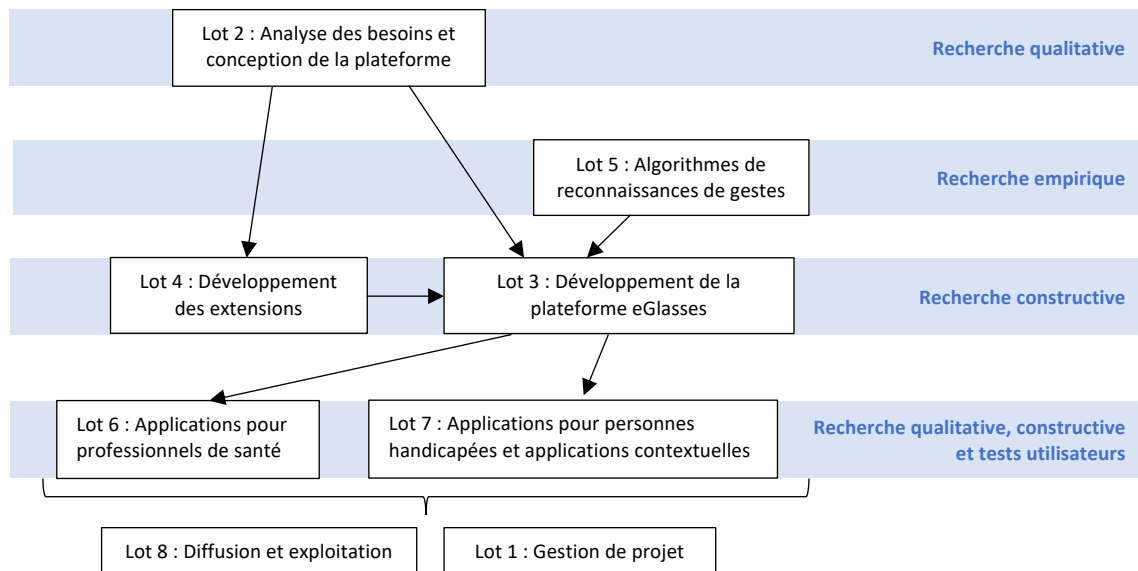 Lot 2 : Analyse des besoins et
conception de la plateforme
Recherche qualitative
Lot 5 : Algorithmes de
reconnaissances de gestes
Recherche empirique
Lot 4 : Développement
des extensions
Lot 3 : Développement de la
plateforme eGlasses
Recherche constructive
Lot 6 : Applications pour
professionnels de santé
Lot 7 : Applications pour personnes
handicapées et applications contextuelles
Recherche qualitative, constructive
et tests utilisateurs
Lot 8 : Diffusion et exploitation
Lot 1 : Gestion de projet